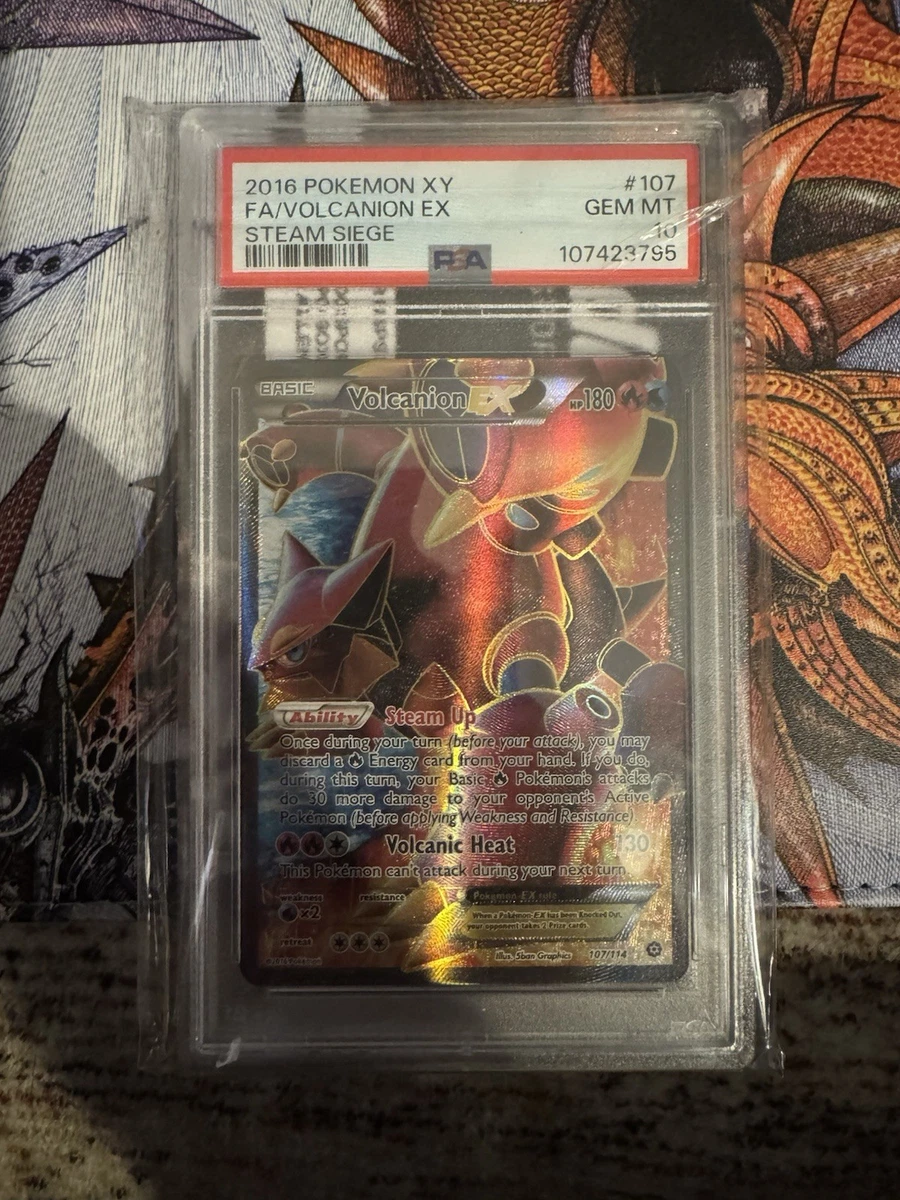 2016 POKEMON XY #107
FA/VOLCANION EX GEM MT
STEAM SIEGE 10
PSA 107423795
BASIC Volcanion EX HP180
Ability Steam Up
Once during your turn (before your attack), you may
discard a Energy card from your hand. If you do,
during this turn, your Basic Pokémon's attacks
do 30 more damage to your opponent's Active
Pokémon (before applying Weakness and Resistance).
Volcanic Heat 130
This Pokémon can't attack during your next turn.
weakness resistance
×2
retreat
Pokémon-EX rule
When a Pokémon-EX has been Knocked Out,
your opponent takes 2 Prize cards.
Illus. 5ban Graphics 107/114
©2016 Pokémon